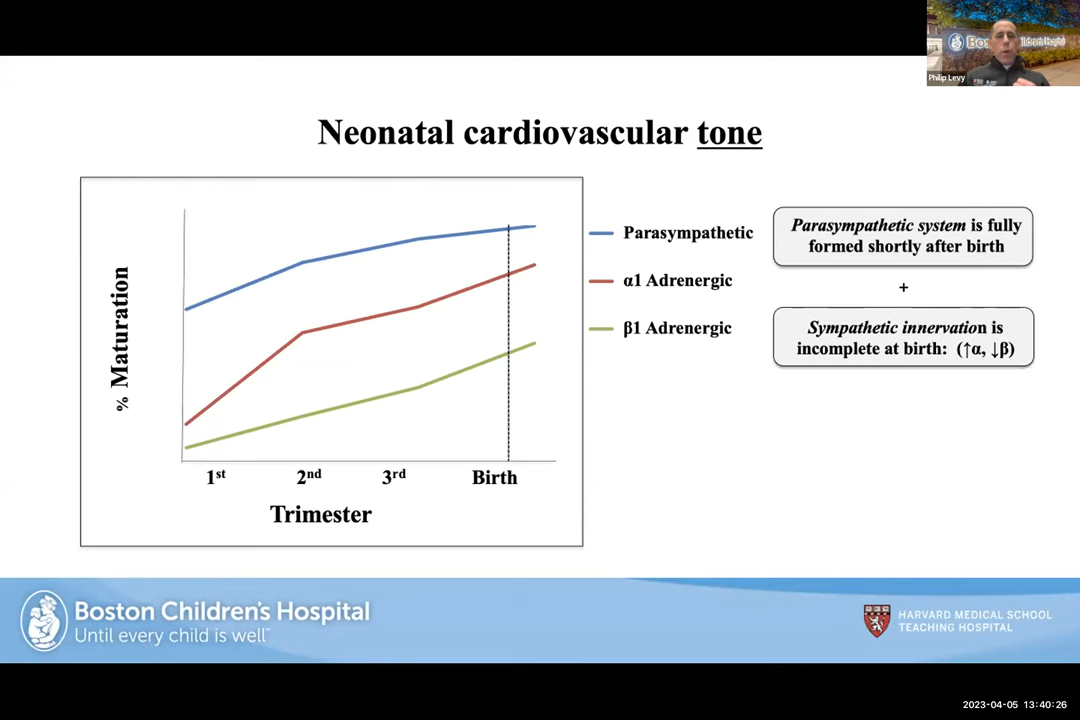 Philip Levy
Neonatal cardiovascular tone
% Maturation
1st
2nd
3rd
Birth
Trimester
Parasympathetic
α1 Adrenergic
β1 Adrenergic
Parasympathetic system is fully
formed shortly after birth
+
Sympathetic innervation is
incomplete at birth: (↑α, ↓β)
Boston Children's Hospital
Until every child is well™
HARVARD MEDICAL SCHOOL
TEACHING HOSPITAL
2023-04-05 13:40:26